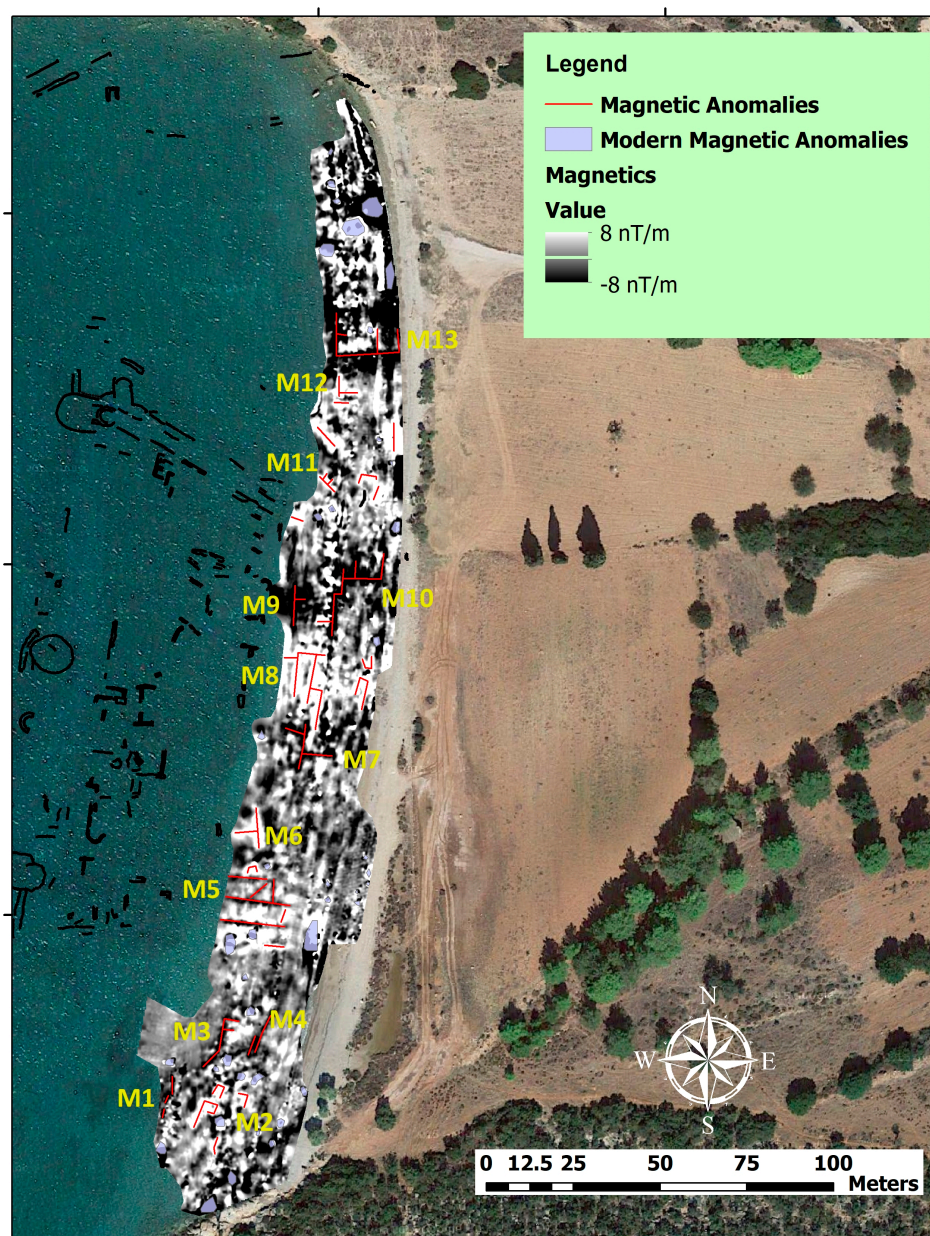 Legend
Magnetic Anomalies
Modern Magnetic Anomalies
Magnetics
Value
8 nT/m
-8 nT/m
M13
M12
M11
M9
M10
M8
M7
M6
M5
M3
M4
M1
M2
N
W E
S
0 12.5 25 50 75 100
Meters